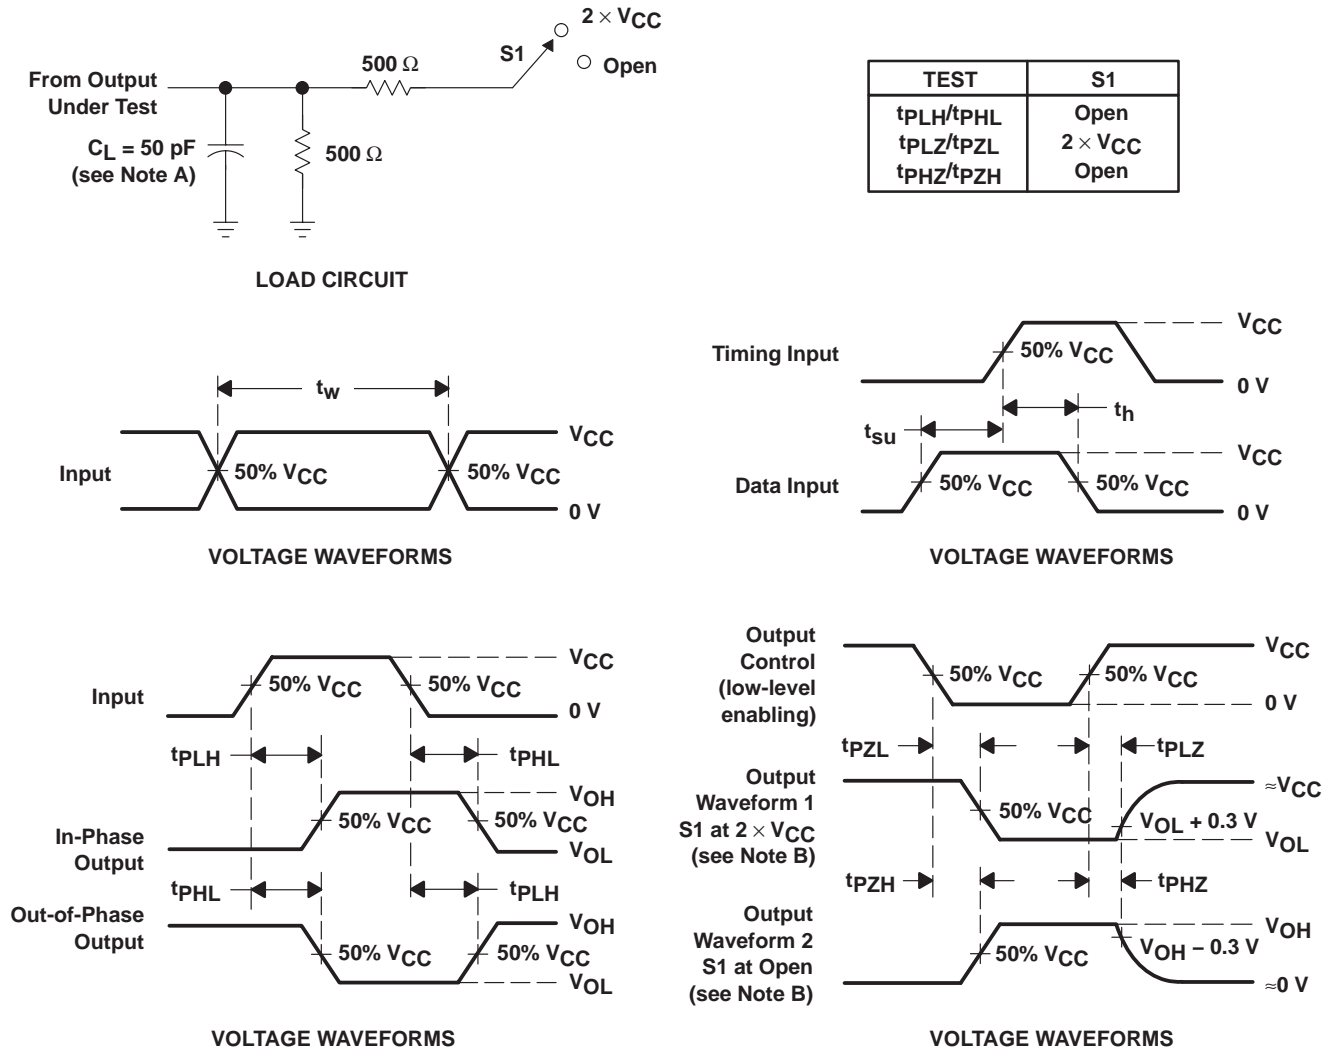 2 × VCC
S1
Open
500 Ω
From Output
Under Test
CL = 50 pF
(see Note A)
500 Ω
LOAD CIRCUIT
TEST S1
tPLH/tPHL Open
tPLZ/tPZL 2 × VCC
tPHZ/tPZH Open
tw
VCC
Input
50% VCC
50% VCC
0 V
VOLTAGE WAVEFORMS
VCC
Timing Input
50% VCC
0 V
th
tsu
VCC
Data Input
50% VCC
50% VCC
0 V
VOLTAGE WAVEFORMS
VCC
Input
50% VCC
50% VCC
0 V
tPLH
tPHL
VOH
In-Phase
Output
50% VCC
50% VCC
VOL
tPHL
tPLH
Out-of-Phase
Output
VOH
50% VCC
50% VCC
VOL
VOLTAGE WAVEFORMS
Output
Control
(low-level
enabling)
VCC
50% VCC
50% VCC
0 V
tPZL
tPLZ
Output
Waveform 1
S1 at 2 × VCC
(see Note B)
≈VCC
50% VCC
VOL + 0.3 V
VOL
tPZH
tPHZ
Output
Waveform 2
S1 at Open
(see Note B)
VOH
50% VCC
VOH − 0.3 V
≈0 V
VOLTAGE WAVEFORMS